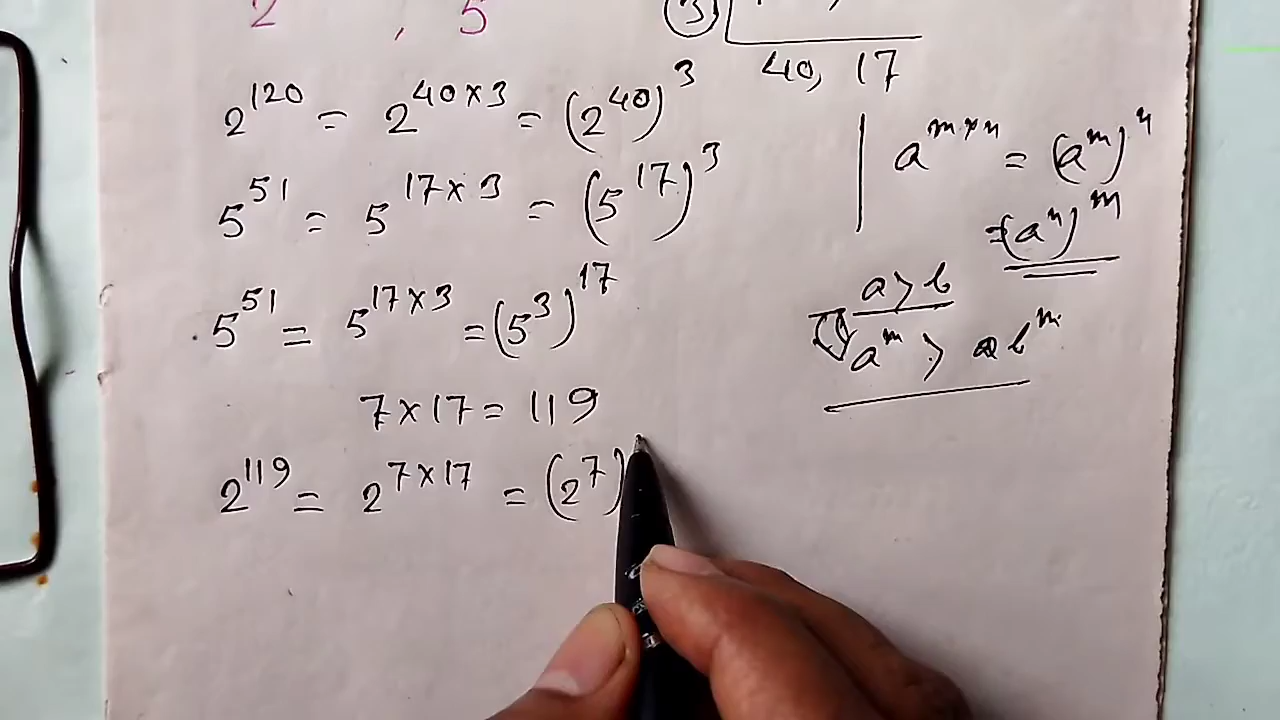 2 , 5
3
40, 17
2^120 = 2^40×3 = (2^40)^3
a^m×n = (a^m)^n
5^51 = 5^17×3 = (5^17)^3
=(a^n)^m
a>b
5^51 = 5^17×3 = (5^3)^17
a^m > b^m
7×17 = 119
2^119 = 2^7×17 = (2^7)